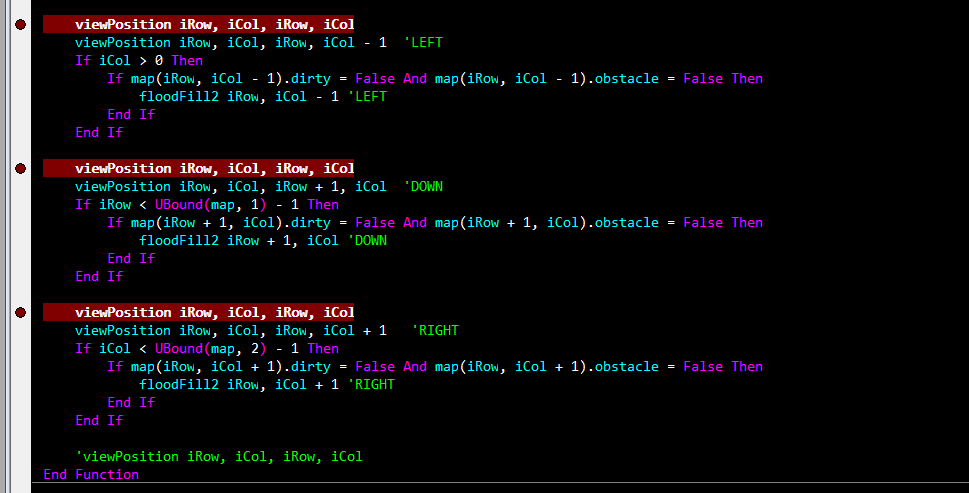 viewPosition iRow, iCol, iRow, iCol
viewPosition iRow, iCol, iRow, iCol - 1  'LEFT
If iCol > 0 Then
If map(iRow, iCol - 1).dirty = False And map(iRow, iCol - 1).obstacle = False Then
floodFill2 iRow, iCol - 1 'LEFT
End If
End If
viewPosition iRow, iCol, iRow, iCol
viewPosition iRow, iCol, iRow + 1, iCol  'DOWN
If iRow < UBound(map, 1) - 1 Then
If map(iRow + 1, iCol).dirty = False And map(iRow + 1, iCol).obstacle = False Then
floodFill2 iRow + 1, iCol 'DOWN
End If
End If
viewPosition iRow, iCol, iRow, iCol
viewPosition iRow, iCol, iRow, iCol + 1   'RIGHT
If iCol < UBound(map, 2) - 1 Then
If map(iRow, iCol + 1).dirty = False And map(iRow, iCol + 1).obstacle = False Then
floodFill2 iRow, iCol + 1 'RIGHT
End If
End If
'viewPosition iRow, iCol, iRow, iCol
End Function